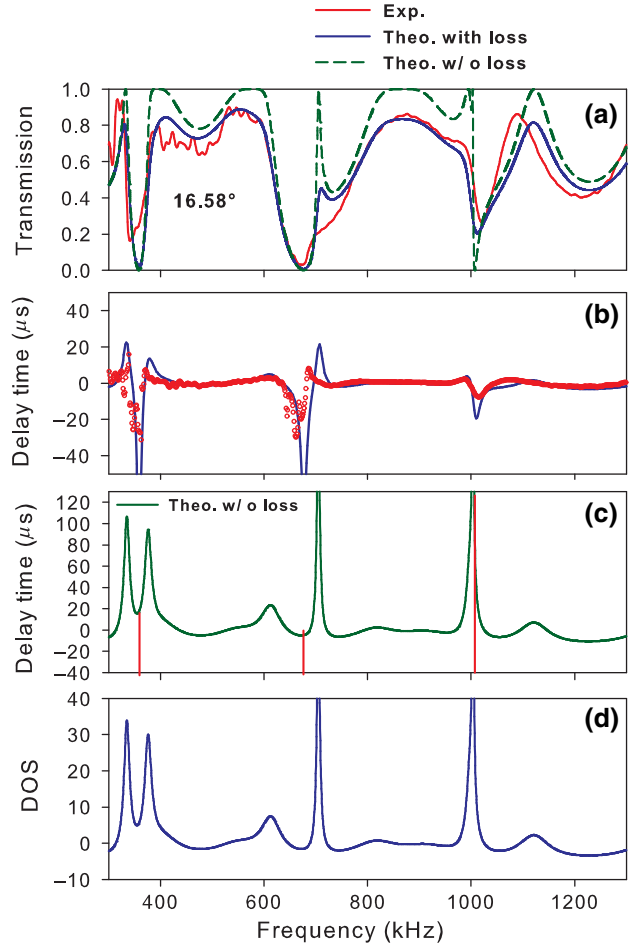 Exp.
Theo. with loss
Theo. w/ o loss
(a)
Transmission
1.0
0.8
0.6
0.4
0.2
0.0
16.58°
(b)
Delay time (μs)
40
20
0
−20
−40
(c)
Theo. w/ o loss
Delay time (μs)
120
100
80
60
40
20
0
−20
−40
(d)
DOS
40
30
20
10
0
−10
400 600 800 1000 1200
Frequency (kHz)